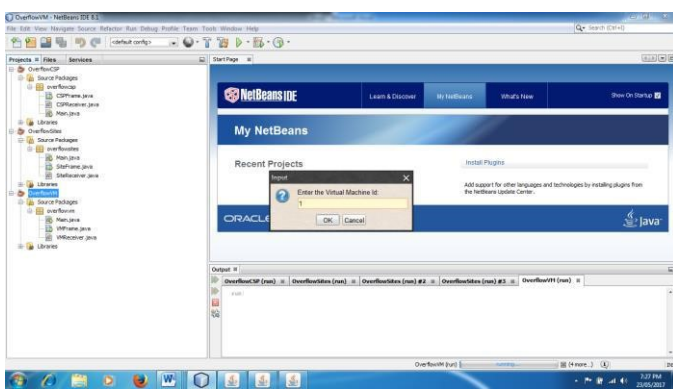 OverflowVM - NetBeans IDE 8.1
File Edit View Navigate Source Refactor Run Debug Profile Team Tools Window Help
Search (Ctrl+I)
<default config>
Projects Files Services
Start Page
OverflowCSP
Source Packages
overflowcsp
CSPFrame.java
CSPReceiver.java
Main.java
Libraries
OverflowSites
Source Packages
overflowsites
Main.java
SiteFrame.java
SiteReceiver.java
Libraries
OverflowVM
Source Packages
overflowvm
Main.java
VMFrame.java
VMReceiver.java
Libraries
NetBeans IDE
Learn & Discover My NetBeans What's New Show On Startup
My NetBeans
Recent Projects
Install Plugins
Add support for other languages and technologies by installing plugins from
the NetBeans Update Center.
Input
Enter the Virtual Machine Id:
1
OK Cancel
ORACLE
Java
Output
OverflowCSP (run) OverflowSites (run) OverflowSites (run) #2 OverflowSites (run) #3 OverflowVM (run)
run:
OverflowVM (run) running... (4 more...)
7:27 PM
23/05/2017